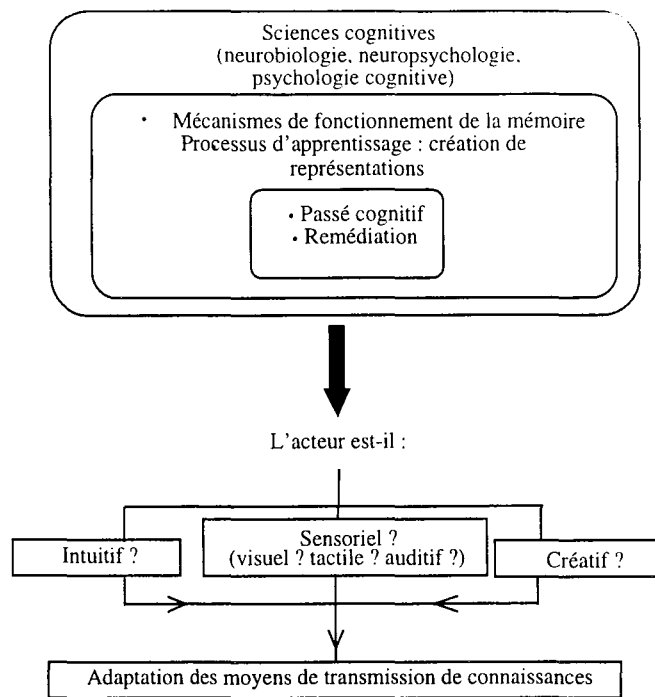 Sciences cognitives
(neurobiologie, neuropsychologie,
psychologie cognitive)
· Mécanismes de fonctionnement de la mémoire
Processus d'apprentissage : création de
représentations
• Passé cognitif
• Remédiation
L'acteur est-il :
Intuitif ?
Sensoriel ?
(visuel ? tactile ? auditif ?)
Créatif ?
Adaptation des moyens de transmission de connaissances